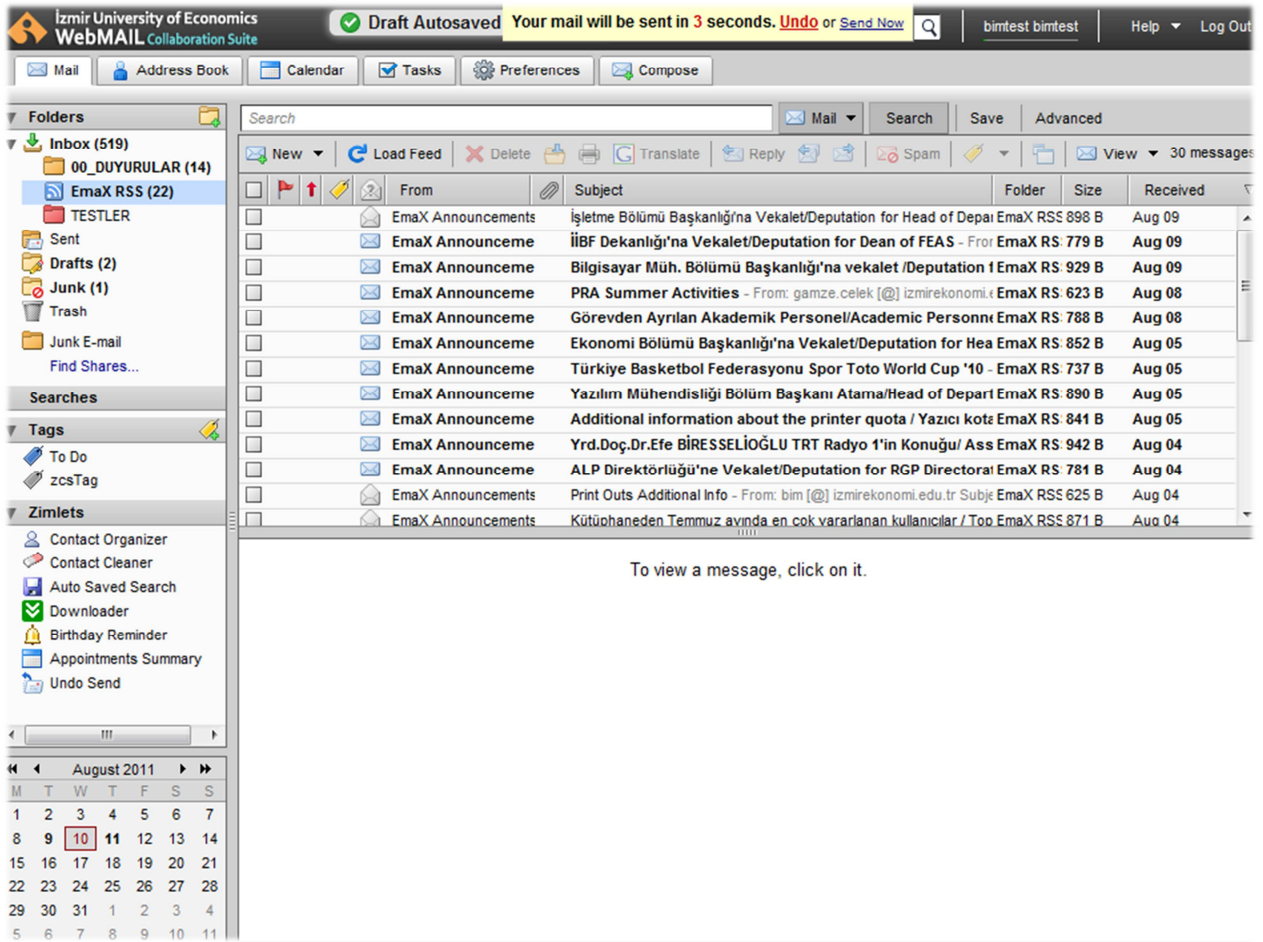 İzmir University of Economics
WebMAIL Collaboration Suite
Draft Autosaved
Your mail will be sent in 3 seconds. Undo or Send Now
bimtest bimtest
Help
Log Out
Mail
Address Book
Calendar
Tasks
Preferences
Compose
Folders
Inbox (519)
00_DUYURULAR (14)
EmaX RSS (22)
TESTLER
Sent
Drafts (2)
Junk (1)
Trash
Junk E-mail
Find Shares...
Searches
Tags
To Do
zcsTag
Zimlets
Contact Organizer
Contact Cleaner
Auto Saved Search
Downloader
Birthday Reminder
Appointments Summary
Undo Send
August 2011
M T W T F S S
1 2 3 4 5 6 7
8 9 10 11 12 13 14
15 16 17 18 19 20 21
22 23 24 25 26 27 28
29 30 31 1 2 3 4
5 6 7 8 9 10 11
Search Mail Search Save Advanced
New Load Feed Delete Translate Reply Spam View 30 messages
From Subject Folder Size Received
EmaX Announcements İşletme Bölümü Başkanlığı'na Vekalet/Deputation for Head of Depar EmaX RSS 898 B Aug 09
EmaX Announceme İİBF Dekanlığı'na Vekalet/Deputation for Dean of FEAS - From EmaX RS 779 B Aug 09
EmaX Announceme Bilgisayar Müh. Bölümü Başkanlığı'na vekalet /Deputation f EmaX RS 929 B Aug 09
EmaX Announceme PRA Summer Activities - From: gamze.celek [@] izmirekonomi.e EmaX RS 623 B Aug 08
EmaX Announceme Görevden Ayrılan Akademik Personel/Academic Personne EmaX RS 788 B Aug 08
EmaX Announceme Ekonomi Bölümü Başkanlığı'na Vekalet/Deputation for Hea EmaX RS 852 B Aug 05
EmaX Announceme Türkiye Basketbol Federasyonu Spor Toto World Cup '10 - EmaX RS 737 B Aug 05
EmaX Announceme Yazılım Mühendisliği Bölüm Başkanı Atama/Head of Depart EmaX RS 890 B Aug 05
EmaX Announceme Additional information about the printer quota / Yazıcı kota EmaX RS 841 B Aug 05
EmaX Announceme Yrd.Doç.Dr.Efe BİRESSELİOĞLU TRT Radyo 1'in Konuğu/ Ass EmaX RS 942 B Aug 04
EmaX Announceme ALP Direktörlüğü'ne Vekalet/Deputation for RGP Directorat EmaX RS 781 B Aug 04
EmaX Announcements Print Outs Additional Info - From: bim [@] izmirekonomi.edu.tr Subje EmaX RSS 625 B Aug 04
EmaX Announcements Kütüphaneden Temmuz ayında en çok yararlanan kullanıcılar / Top EmaX RSS 871 B Aug 04
To view a message, click on it.